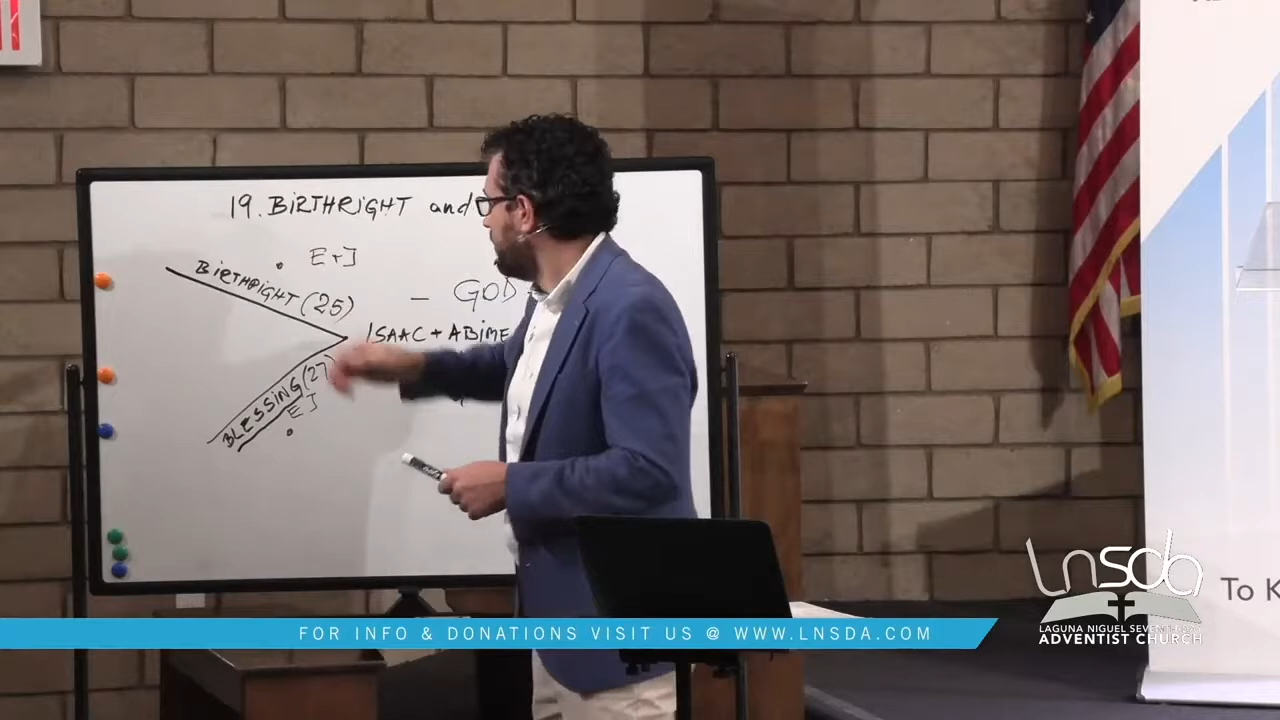 19. BIRTHRIGHT and
E + J
BIRTHRIGHT (25)
- GOD
ISAAC + ABIME
BLESSING (27)
E J
FOR INFO & DONATIONS VISIT US @ WWW.LNSDA.COM
Lnsda
LAGUNA NIGUEL SEVENTH-DAY
ADVENTIST CHURCH
To K